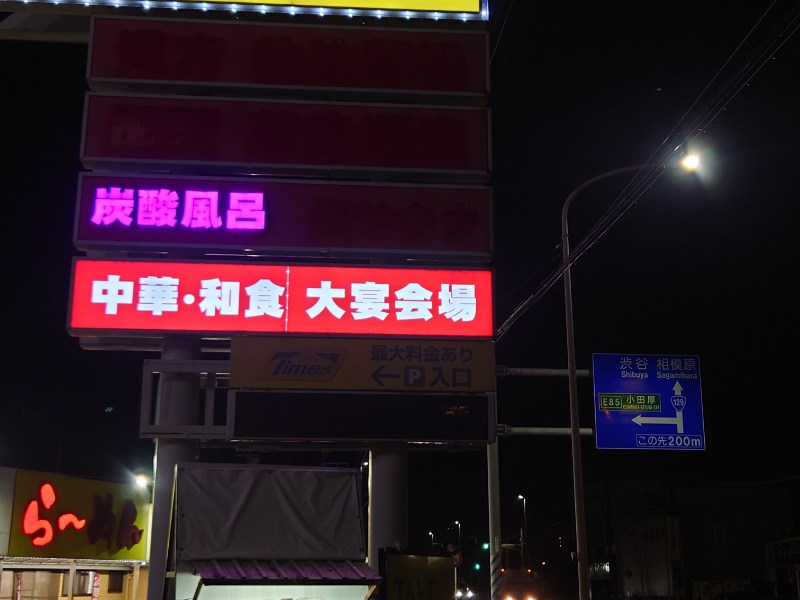 炭酸風呂
中華・和食 大宴会場
Times
最大料金あり
←P入口
渋谷 相模原
Shibuya Sagamihara
E85 小田厚
129
この先200m
らーめん